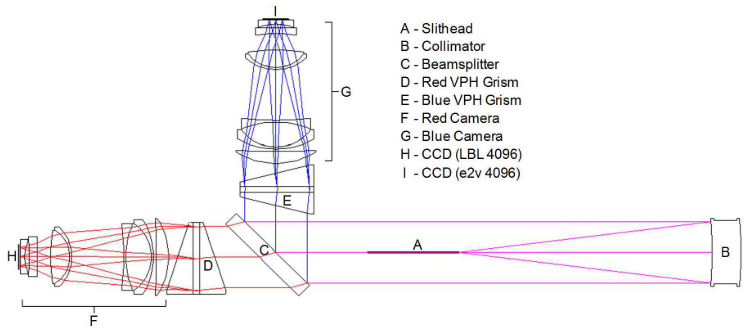 I
A - Slithead
B - Collimator
C - Beamsplitter
D - Red VPH Grism
E - Blue VPH Grism
F - Red Camera
G - Blue Camera
H - CCD (LBL 4096)
I - CCD (e2v 4096)
G
E
A
B
C
D
H
F